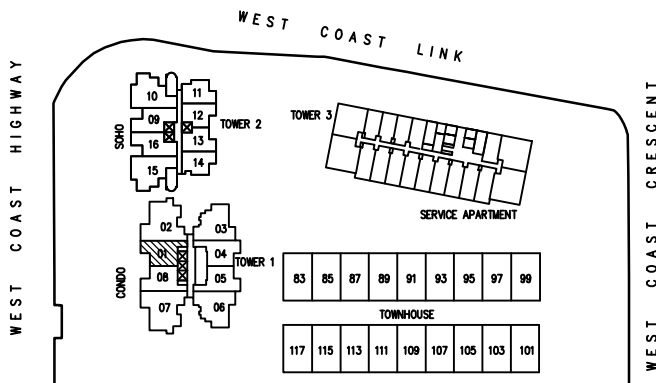 WEST COAST LINK
WEST COAST HIGHWAY
WEST COAST CRESCENT
10
11
09
12
TOWER 2
SOHO
16
13
15
14
TOWER 3
SERVICE APARTMENT
02
03
01
04
TOWER 1
CONDO
08
05
07
06
83 85 87 89 91 93 95 97 99
TOWNHOUSE
117 115 113 111 109 107 105 103 101